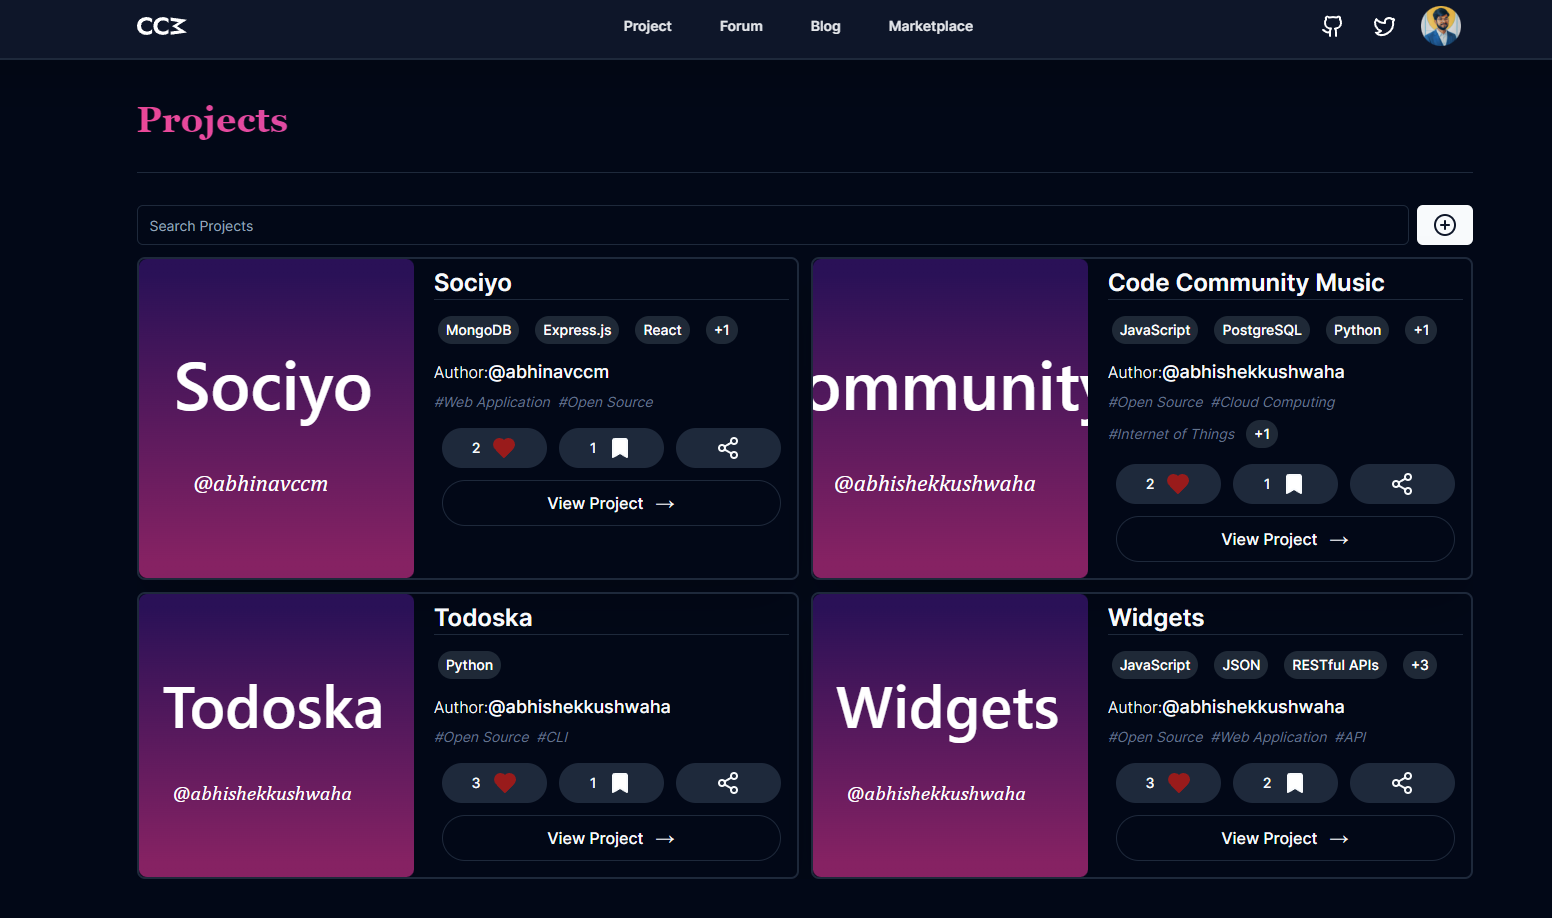 CCM
Project Forum Blog Marketplace
Projects
Search Projects
Sociyo
@abhinavccm
Sociyo
MongoDB Express.js React +1
Author:@abhinavccm
#Web Application #Open Source
2 1
View Project →
ommunity
@abhishekkushwaha
Code Community Music
JavaScript PostgreSQL Python +1
Author:@abhishekkushwaha
#Open Source #Cloud Computing
#Internet of Things +1
2 1
View Project →
Todoska
@abhishekkushwaha
Todoska
Python
Author:@abhishekkushwaha
#Open Source #CLI
3 1
View Project →
Widgets
@abhishekkushwaha
Widgets
JavaScript JSON RESTful APIs +3
Author:@abhishekkushwaha
#Open Source #Web Application #API
3 2
View Project →